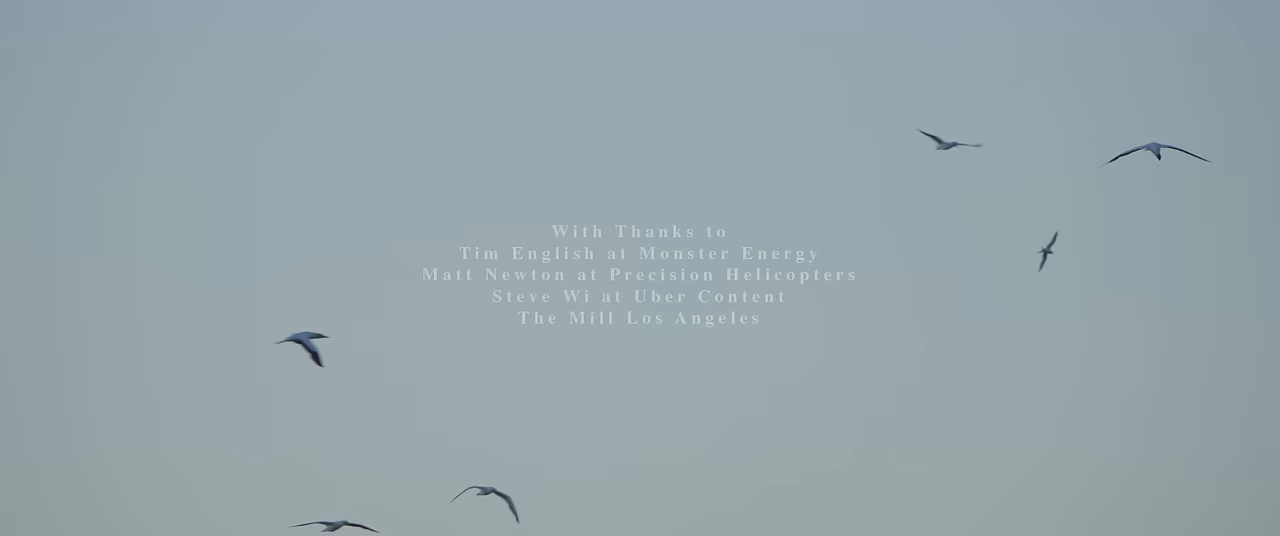 With Thanks to
Tim English at Monster Energy
Matt Newton at Precision Helicopters
Steve Wi at Uber Content
The Mill Los Angeles